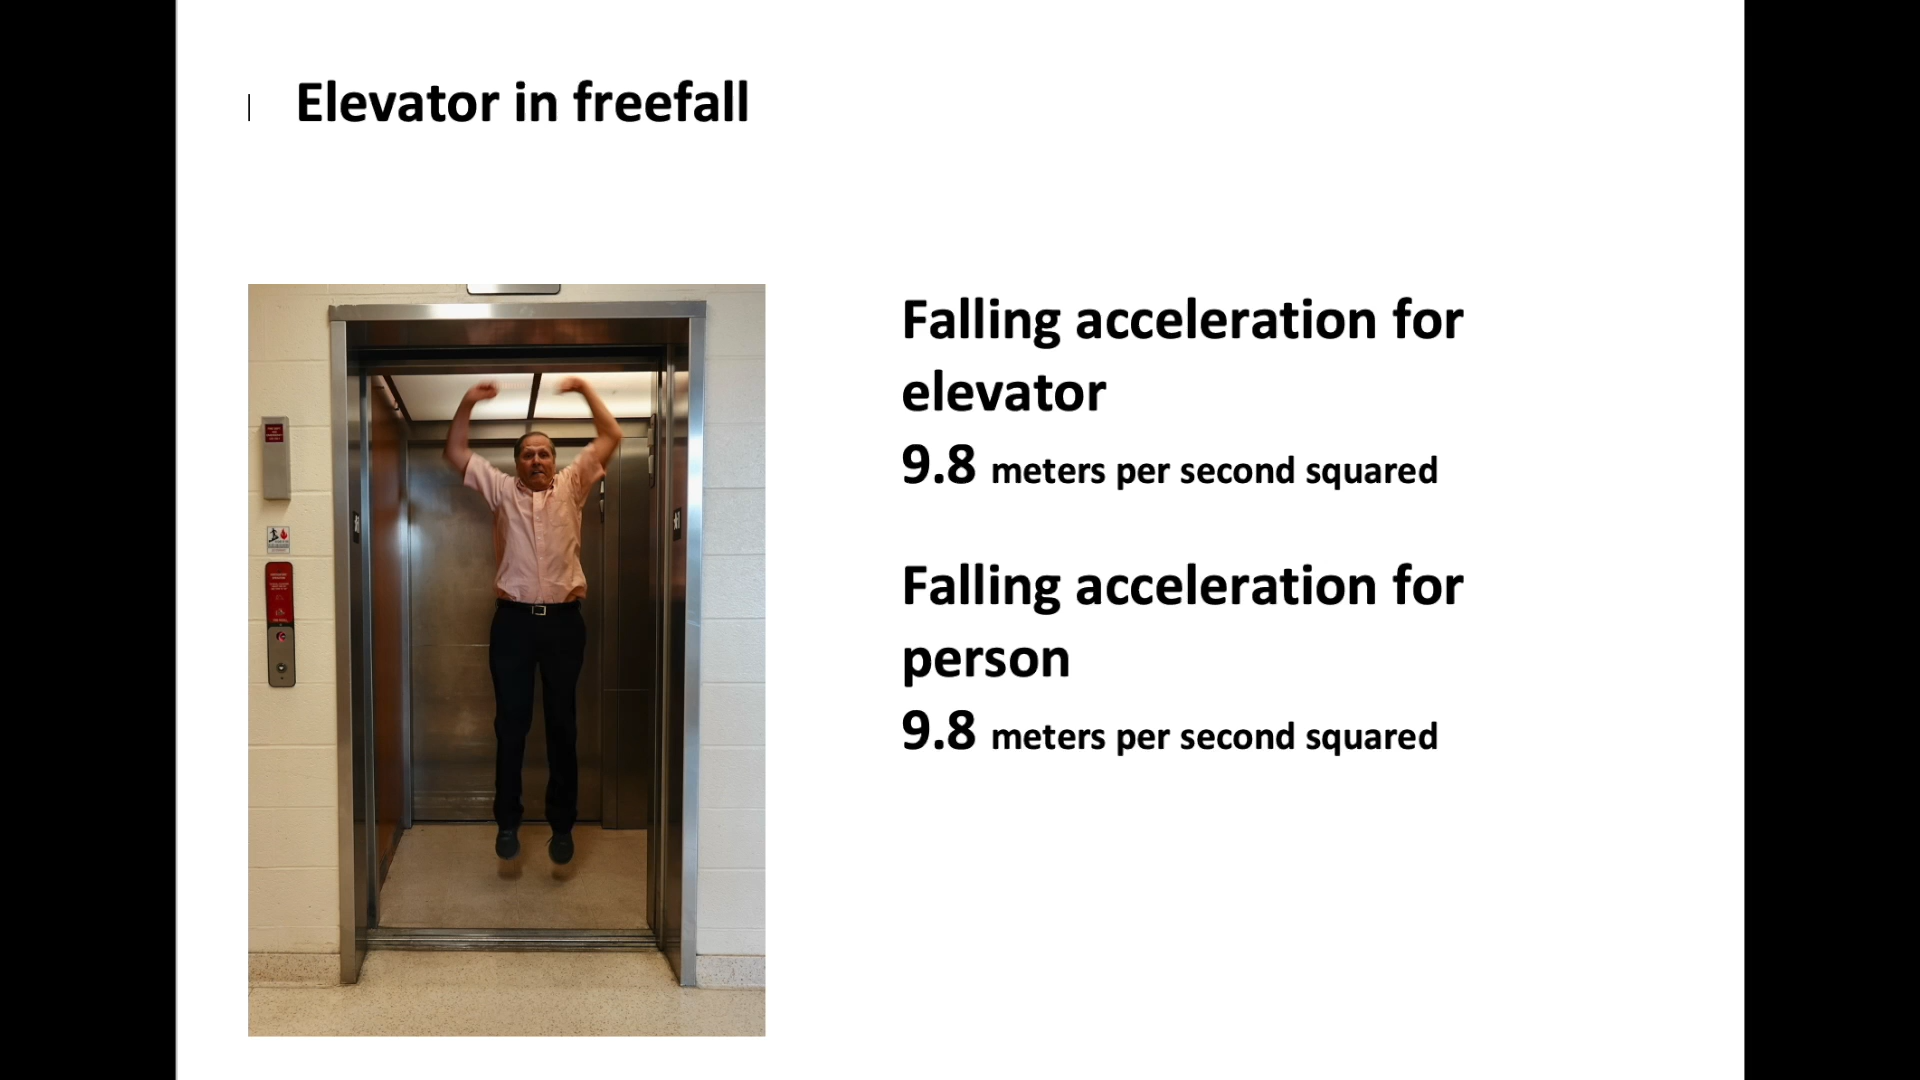 Elevator in freefall
Falling acceleration for
elevator
9.8 meters per second squared
Falling acceleration for
person
9.8 meters per second squared